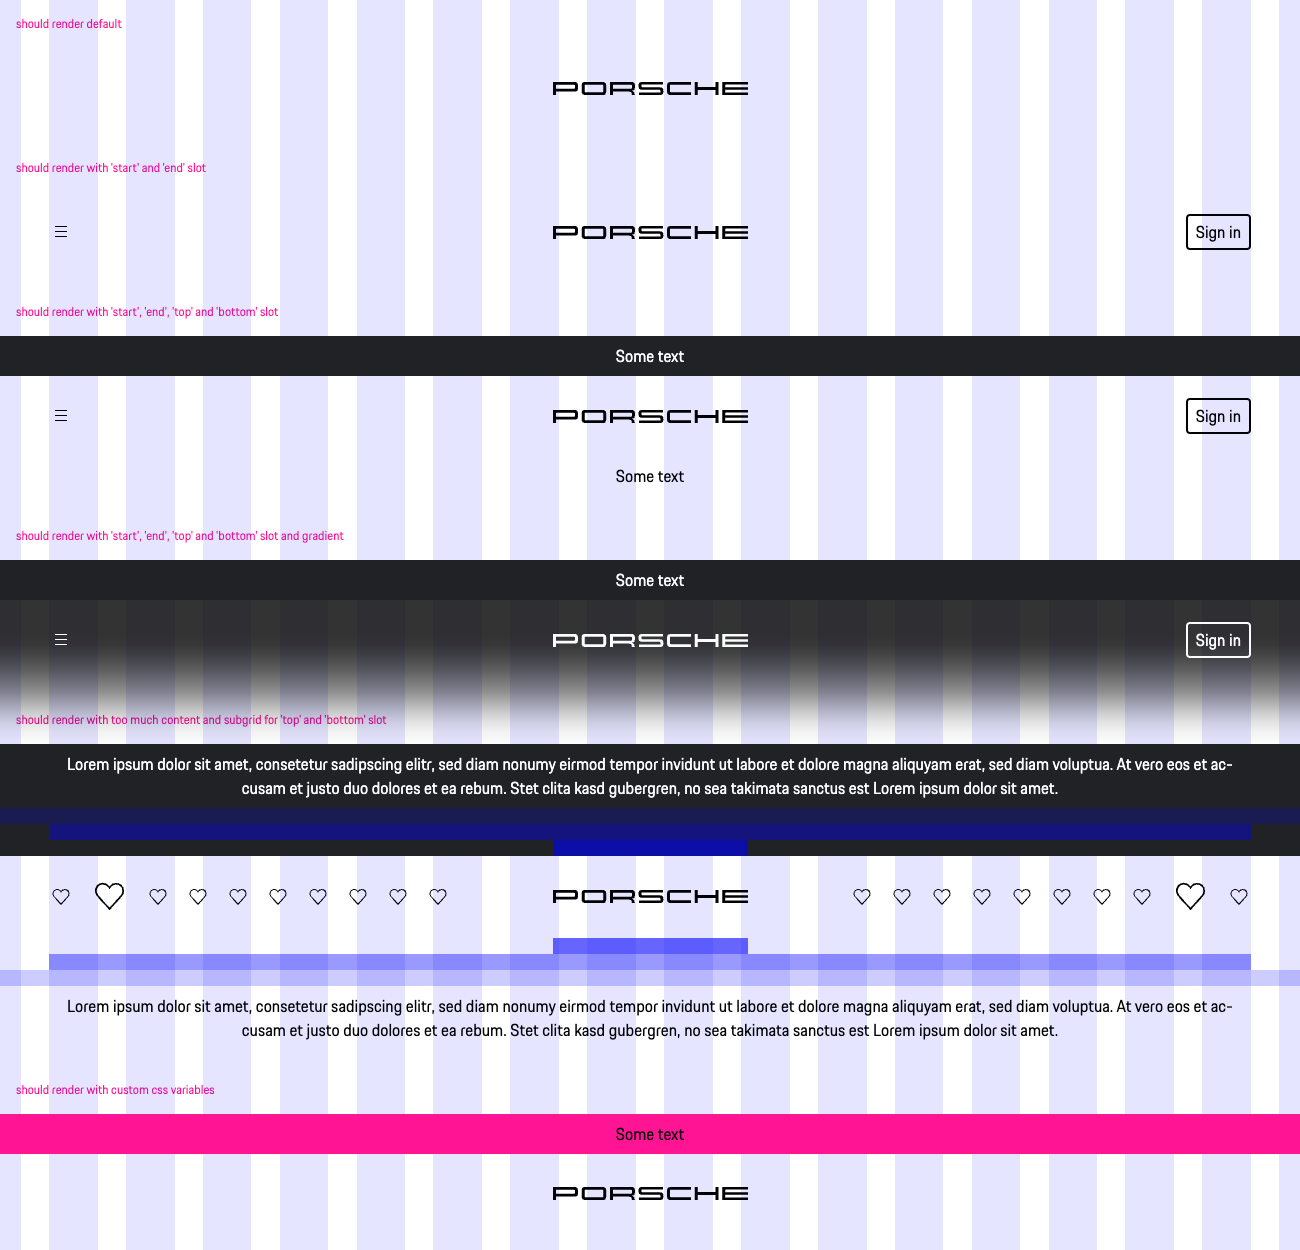 should render default
PORSCHE
should render with 'start' and 'end' slot
PORSCHE
Sign in
should render with 'start', 'end', 'top' and 'bottom' slot
Some text
PORSCHE
Sign in
Some text
should render with 'start', 'end', 'top' and 'bottom' slot and gradient
Some text
PORSCHE
Sign in
should render with too much content and subgrid for 'top' and 'bottom' slot
Lorem ipsum dolor sit amet, consetetur sadipscing elitr, sed diam nonumy eirmod tempor invidunt ut labore et dolore magna aliquyam erat, sed diam voluptua. At vero eos et ac-
cusam et justo duo dolores et ea rebum. Stet clita kasd gubergren, no sea takimata sanctus est Lorem ipsum dolor sit amet.
PORSCHE
Lorem ipsum dolor sit amet, consetetur sadipscing elitr, sed diam nonumy eirmod tempor invidunt ut labore et dolore magna aliquyam erat, sed diam voluptua. At vero eos et ac-
cusam et justo duo dolores et ea rebum. Stet clita kasd gubergren, no sea takimata sanctus est Lorem ipsum dolor sit amet.
should render with custom css variables
Some text
PORSCHE